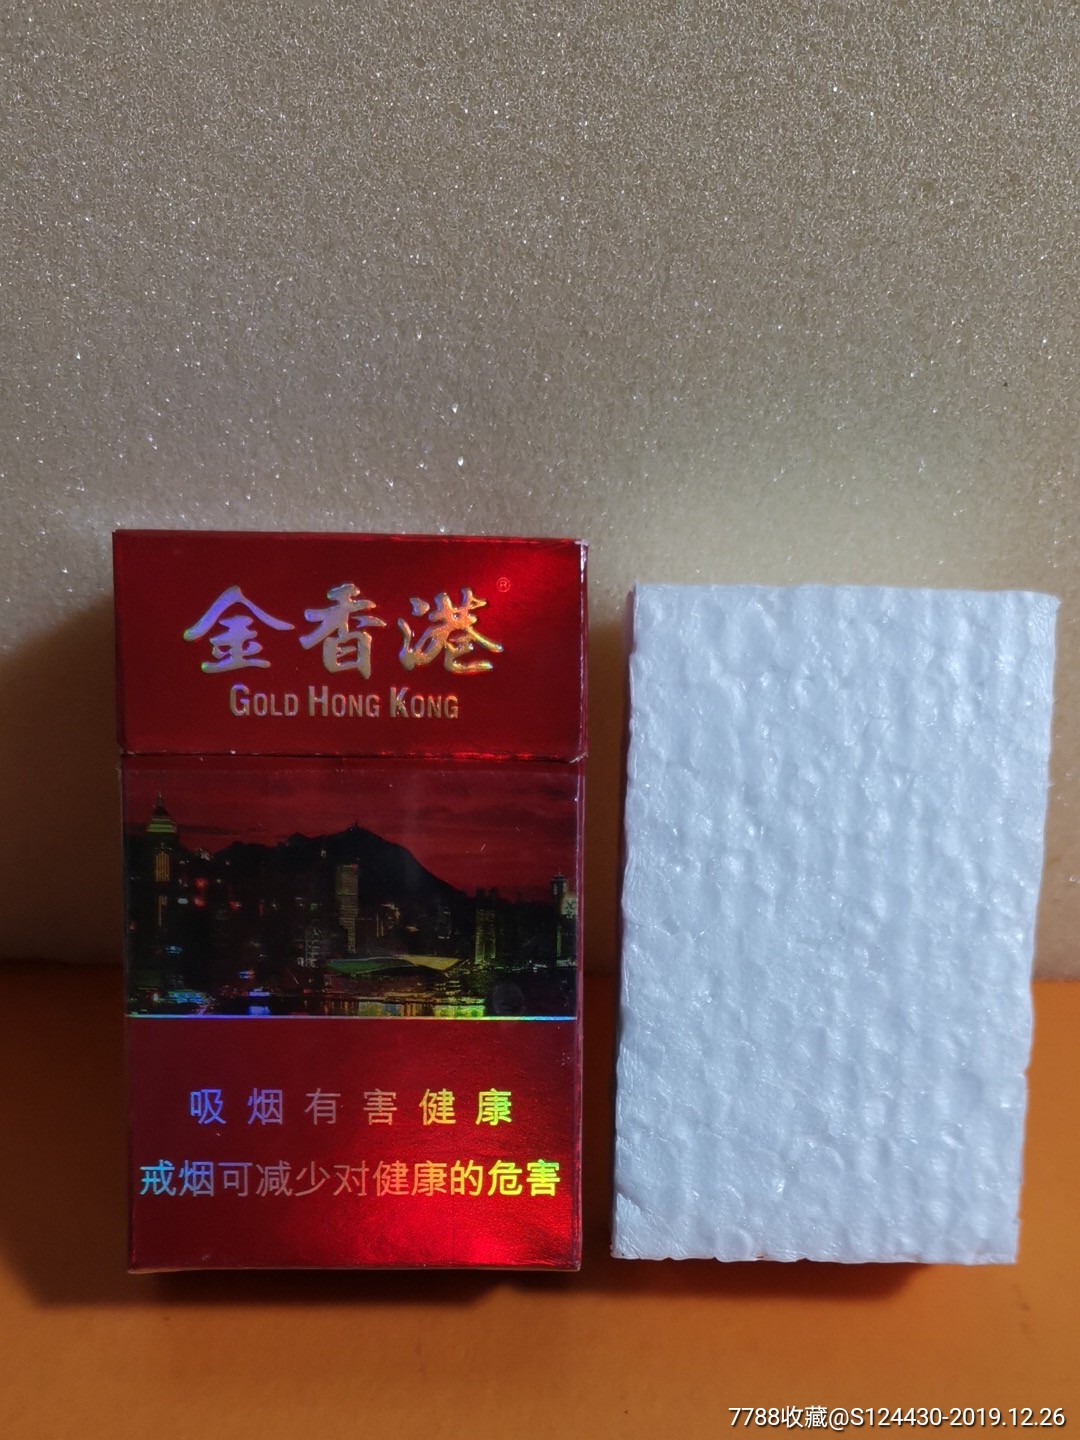 金香港®
GOLD HONG KONG
吸烟有害健康
戒烟可减少对健康的危害
7788收藏@S124430-2019.12.26